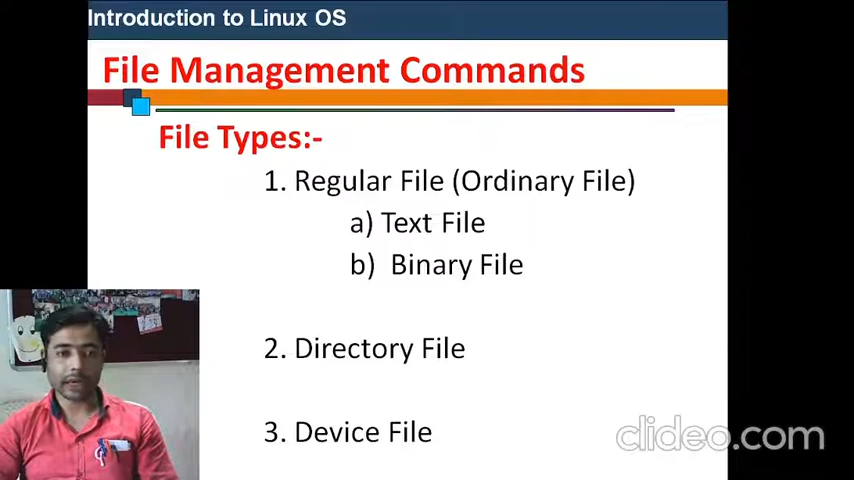 Introduction to Linux OS
File Management Commands
File Types:-
1. Regular File (Ordinary File)
a) Text File
b) Binary File
2. Directory File
3. Device File
clideo.com